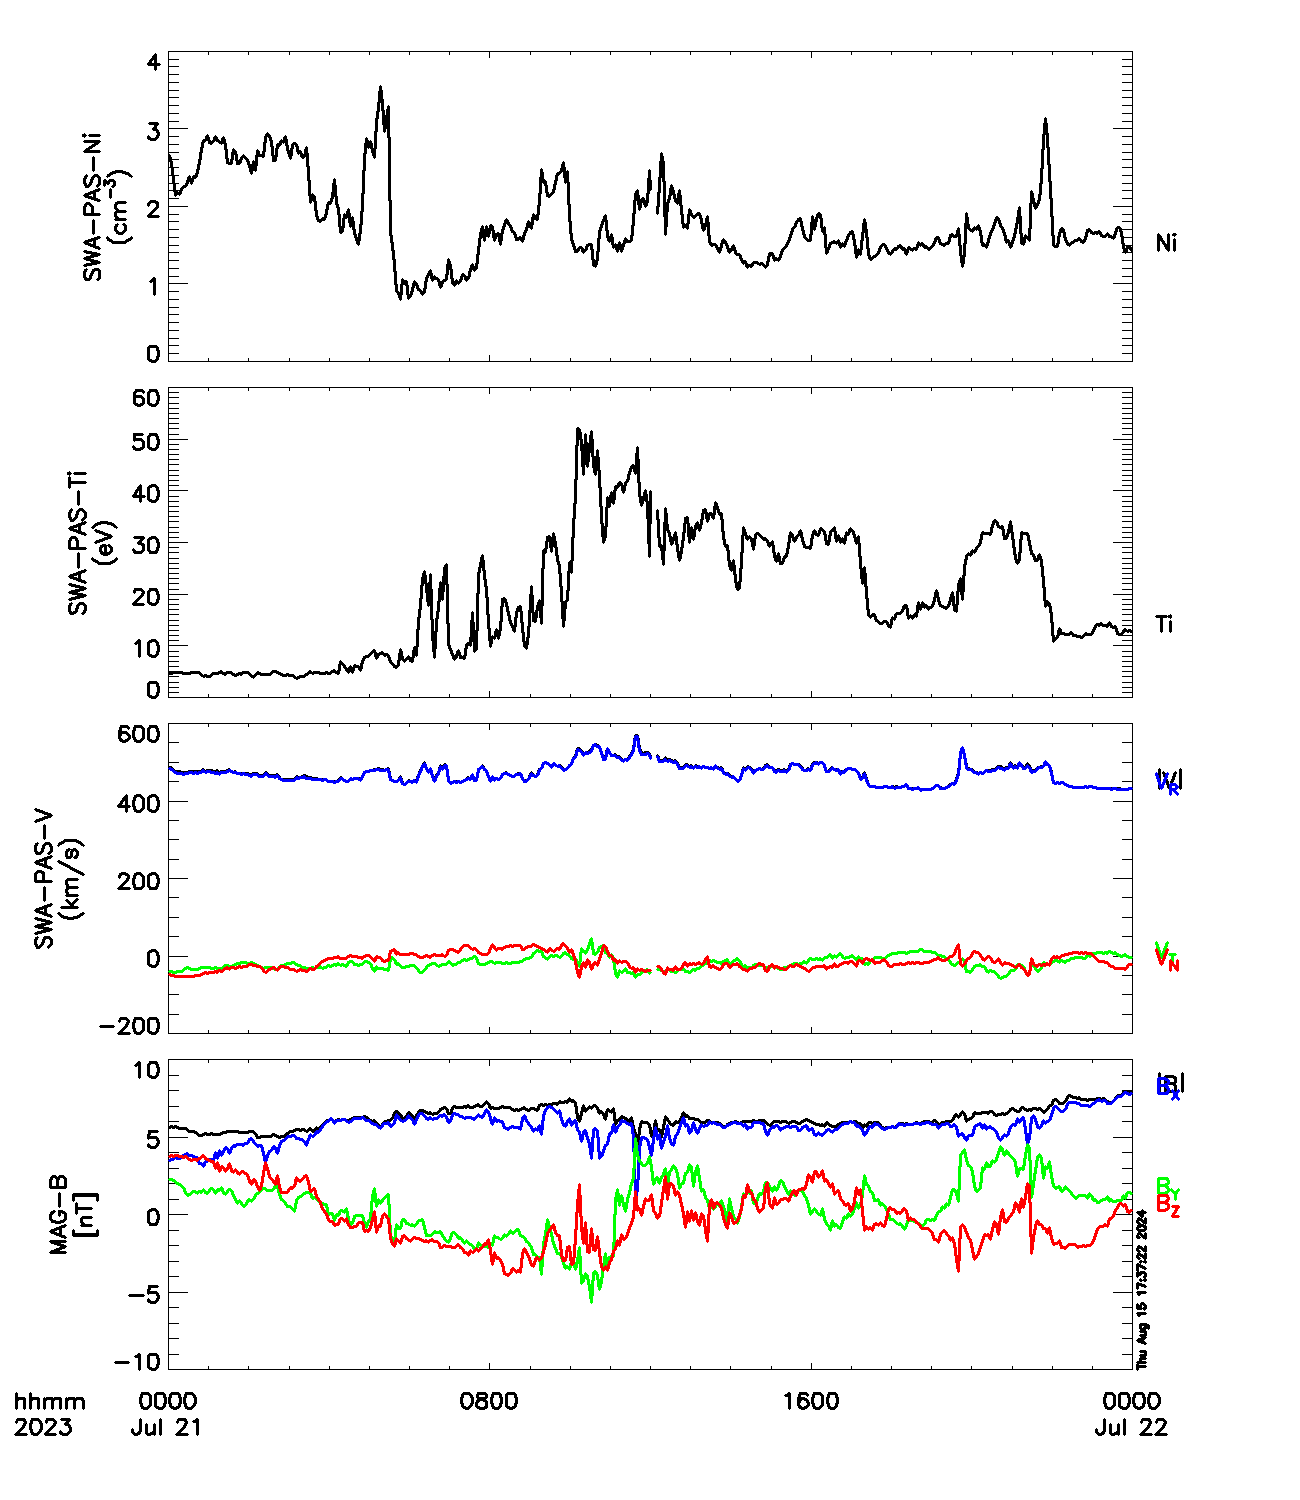 4
3
2
1
0
SWA-PAS-Ni
(cm-3)
Ni
60
50
40
30
20
10
0
SWA-PAS-Ti
(eV)
Ti
600
400
200
0
-200
SWA-PAS-V
(km/s)
|V|
VR
VT
VN
10
5
0
-5
-10
MAG-B
[nT]
|B|
BX
BY
BZ
Thu Aug 15 17:37:22 2024
hhmm 0000 0800 1600 0000
2023 Jul 21 Jul 22